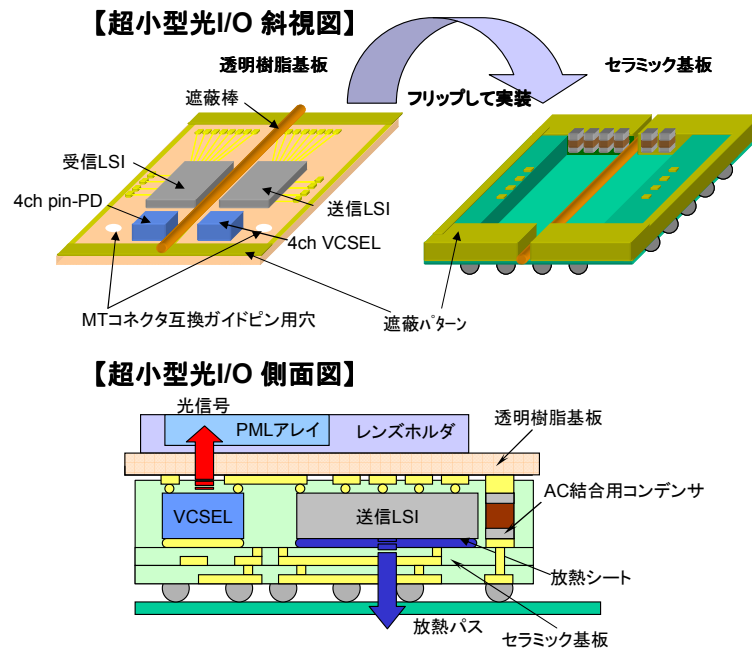 【超小型光I/O 斜視図】
透明樹脂基板
セラミック基板
遮蔽棒
フリップして実装
受信LSI
4ch pin-PD
送信LSI
4ch VCSEL
MTコネクタ互換ガイドピン用穴
遮蔽パターン
【超小型光I/O 側面図】
光信号
PMLアレイ
レンズホルダ
透明樹脂基板
AC結合用コンデンサ
VCSEL
送信LSI
放熱シート
放熱パス
セラミック基板